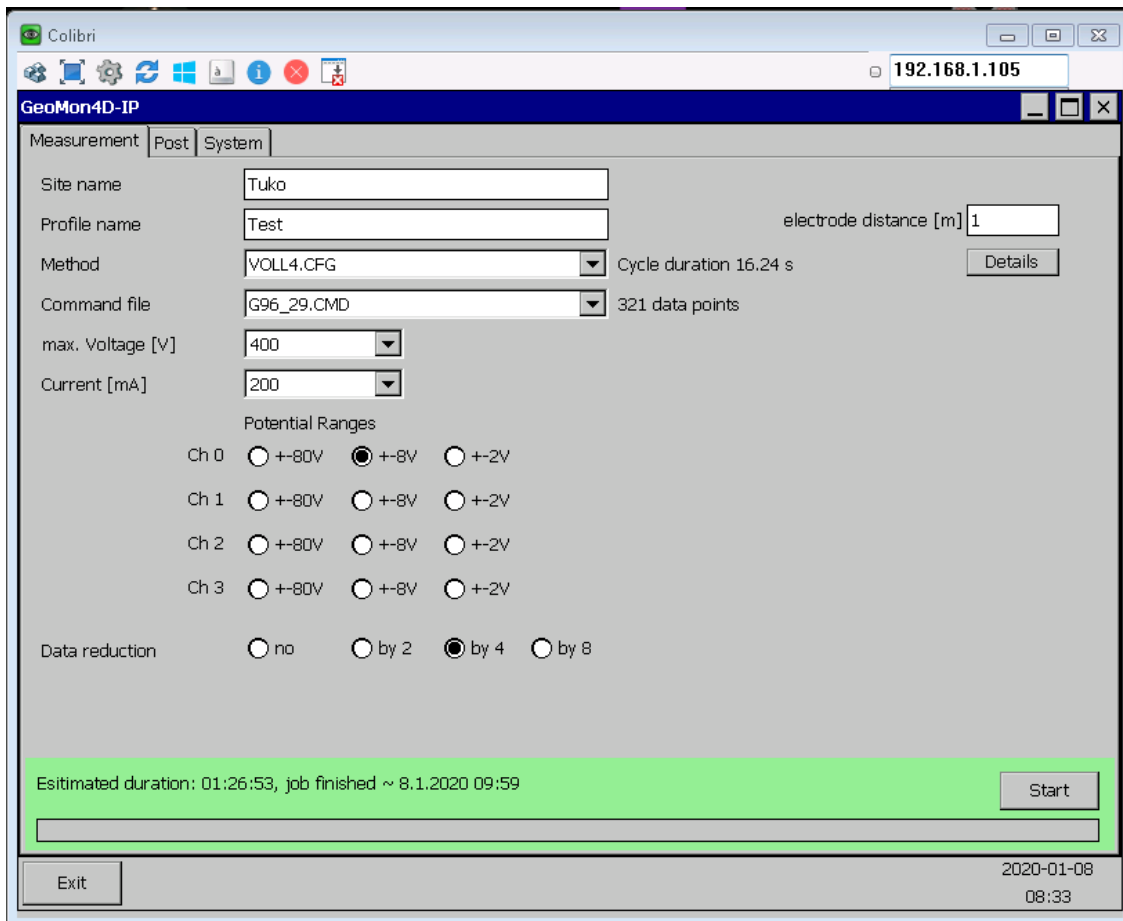 Colibri
192.168.1.105
GeoMon4D-IP
Measurement Post System
Site name Tuko
Profile name Test electrode distance [m] 1
Method VOLL4.CFG Cycle duration 16.24 s Details
Command file G96_29.CMD 321 data points
max. Voltage [V] 400
Current [mA] 200
Potential Ranges
Ch 0 +-80V +-8V +-2V
Ch 1 +-80V +-8V +-2V
Ch 2 +-80V +-8V +-2V
Ch 3 +-80V +-8V +-2V
Data reduction no by 2 by 4 by 8
Esitimated duration: 01:26:53, job finished ~ 8.1.2020 09:59
Start
Exit
2020-01-08
08:33